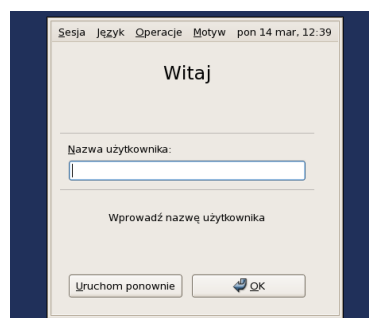 Sesja Język Operacje Motyw pon 14 mar, 12:39
Witaj
Nazwa użytkownika:
Wprowadź nazwę użytkownika
Uruchom ponownie OK